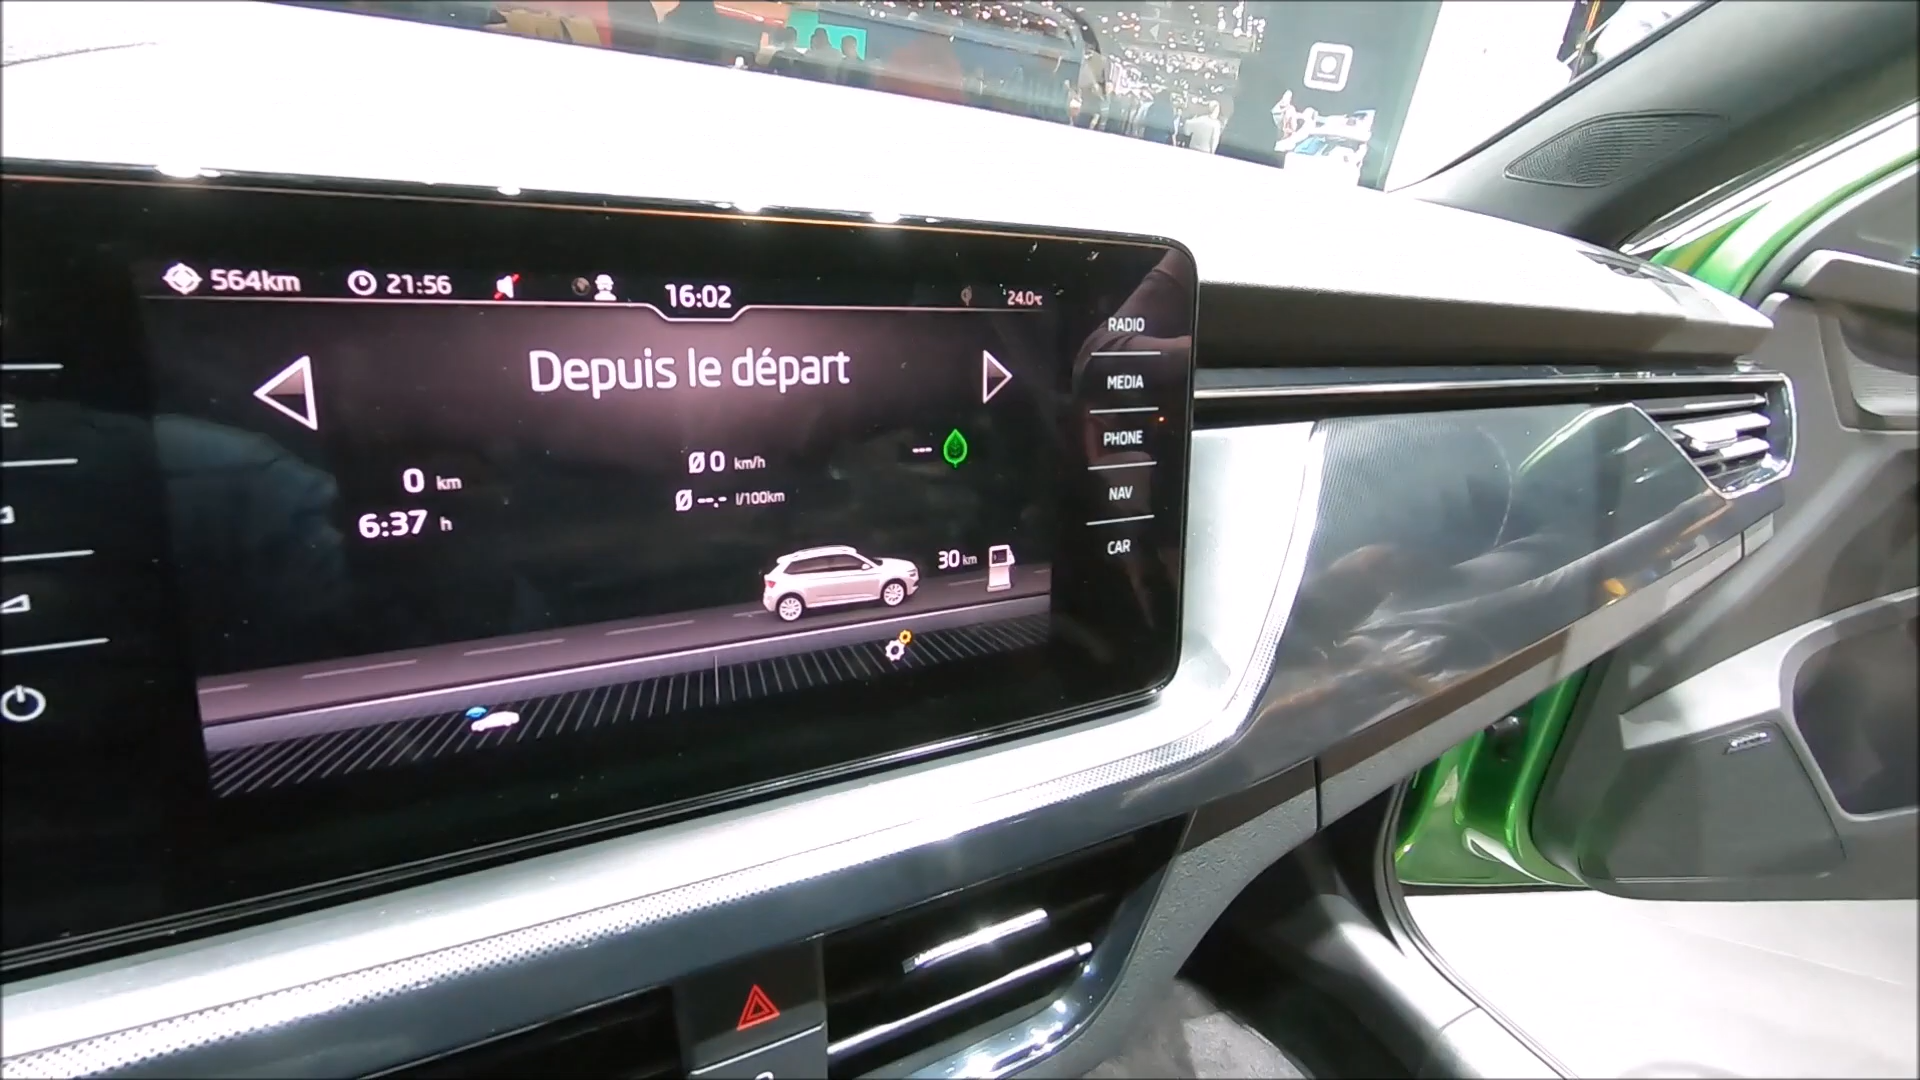 564km 21:56 16:02 24.0°C
Depuis le départ
0 km
6:37 h
Ø 0 km/h
Ø --.- l/100km
---
30 km
RADIO
MEDIA
PHONE
NAV
CAR
E